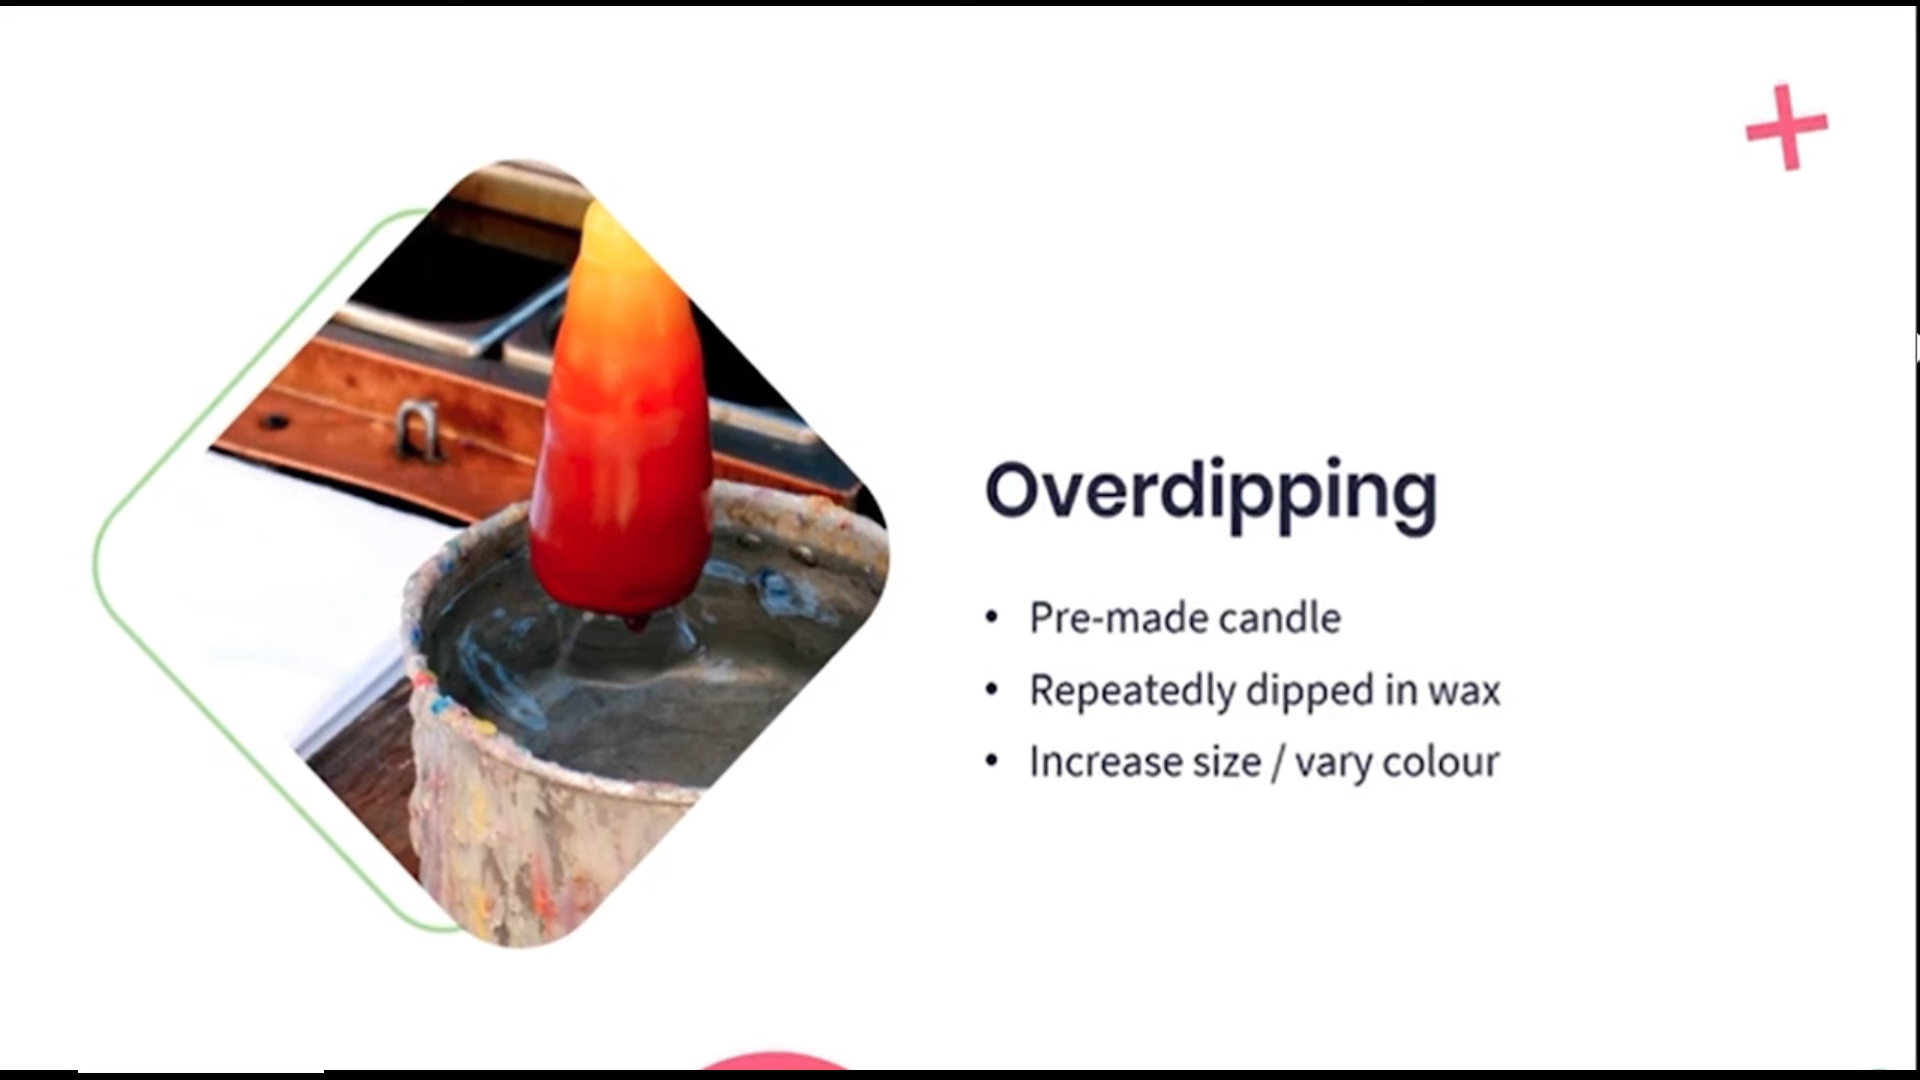 Overdipping
• Pre-made candle
• Repeatedly dipped in wax
• Increase size / vary colour